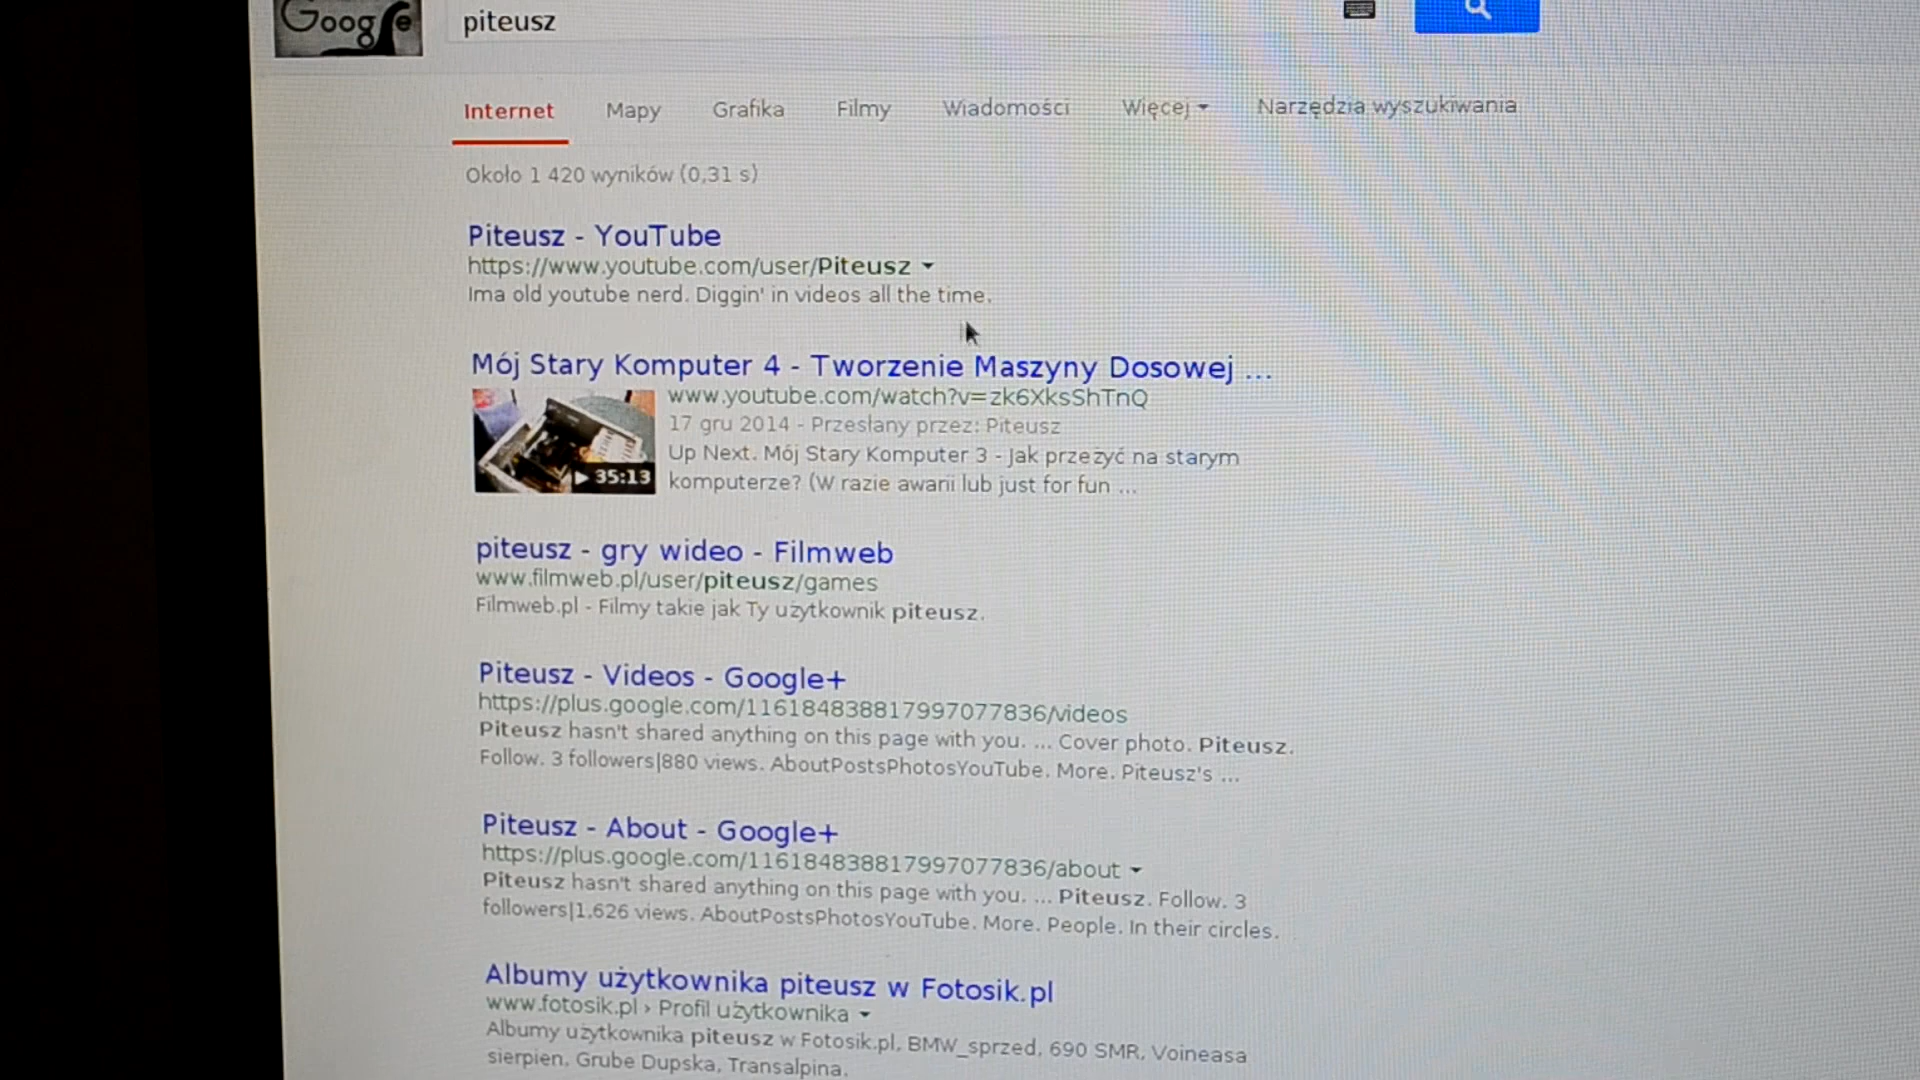 Google
piteusz
Internet Mapy Grafika Filmy Wiadomości Więcej Narzędzia wyszukiwania
Około 1 420 wyników (0,31 s)
Piteusz - YouTube
https://www.youtube.com/user/Piteusz
Ima old youtube nerd. Diggin' in videos all the time.
Mój Stary Komputer 4 - Tworzenie Maszyny Dosowej ...
www.youtube.com/watch?v=zk6XksShTnQ
17 gru 2014 - Przesłany przez: Piteusz
Up Next. Mój Stary Komputer 3 - Jak przeżyć na starym
35:13
komputerze? (W razie awarii lub just for fun ...
piteusz - gry wideo - Filmweb
www.filmweb.pl/user/piteusz/games
Filmweb.pl - Filmy takie jak Ty użytkownik piteusz.
Piteusz - Videos - Google+
https://plus.google.com/116184838817997077836/videos
Piteusz hasn't shared anything on this page with you. ... Cover photo. Piteusz.
Follow. 3 followers|880 views. AboutPostsPhotosYouTube. More. Piteusz's ...
Piteusz - About - Google+
https://plus.google.com/116184838817997077836/about
Piteusz hasn't shared anything on this page with you. ... Piteusz. Follow. 3
followers|1,626 views. AboutPostsPhotosYouTube. More. People. In their circles.
Albumy użytkownika piteusz w Fotosik.pl
www.fotosik.pl › Profil użytkownika
Albumy użytkownika piteusz w Fotosik.pl, BMW_sprzed, 690 SMR, Voineasa
sierpien, Grube Dupska, Transalpina.